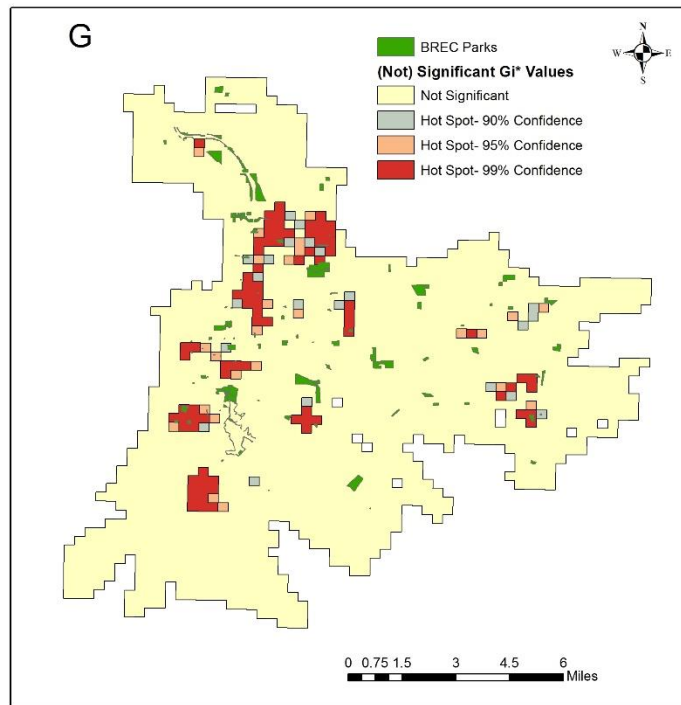 G
BREC Parks
(Not) Significant Gi* Values
Not Significant
Hot Spot- 90% Confidence
Hot Spot- 95% Confidence
Hot Spot- 99% Confidence
N
W E
S
0 0.75 1.5 3 4.5 6
Miles